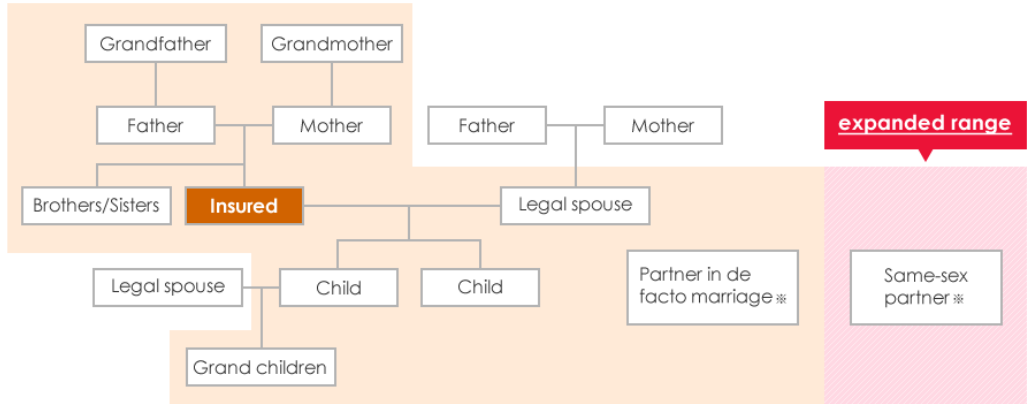 Grandfather
Grandmother
Father
Mother
Father
Mother
expanded range
Brothers/Sisters
Insured
Legal spouse
Legal spouse
Child
Child
Partner in de
facto marriage※
Same-sex
partner※
Grand children